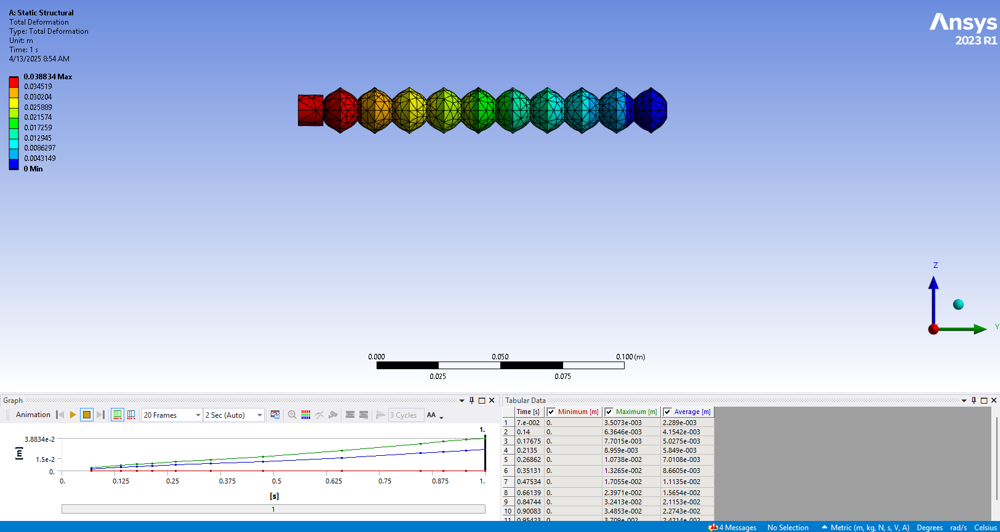 A: Static Structural
Total Deformation
Type: Total Deformation
Unit: m
Time: 1 s
4/13/2025 8:54 AM
0.038834 Max
0.034519
0.030204
0.025889
0.021574
0.017259
0.012945
0.0086297
0.0043149
0 Min
Ansys
2023 R1
Z
Y
0.000 0.050 0.100 (m)
0.025 0.075
Graph
Animation 20 Frames 2 Sec (Auto) 3 Cycles AA
1.
3.8834e-2
[m]
1.5e-2
0.
0. 0.125 0.25 0.375 0.5 0.625 0.75 0.875 1.
[s]
1
Tabular Data
Time [s] Minimum [m] Maximum [m] Average [m]
1 7.e-002 0. 3.5073e-003 2.289e-003
2 0.14 0. 6.3646e-003 4.1542e-003
3 0.17675 0. 7.7015e-003 5.0275e-003
4 0.2135 0. 8.959e-003 5.849e-003
5 0.26862 0. 1.0738e-002 7.0108e-003
6 0.35131 0. 1.3265e-002 8.6605e-003
7 0.47534 0. 1.7055e-002 1.1135e-002
8 0.66139 0. 2.3971e-002 1.5654e-002
9 0.84744 0. 3.2413e-002 2.1153e-002
10 0.90083 0. 3.4853e-002 2.2743e-002
11 0.95423 0. 3.709e-002 2.4214e-002
4 Messages No Selection Metric (m, kg, N, s, V, A) Degrees rad/s Celsius